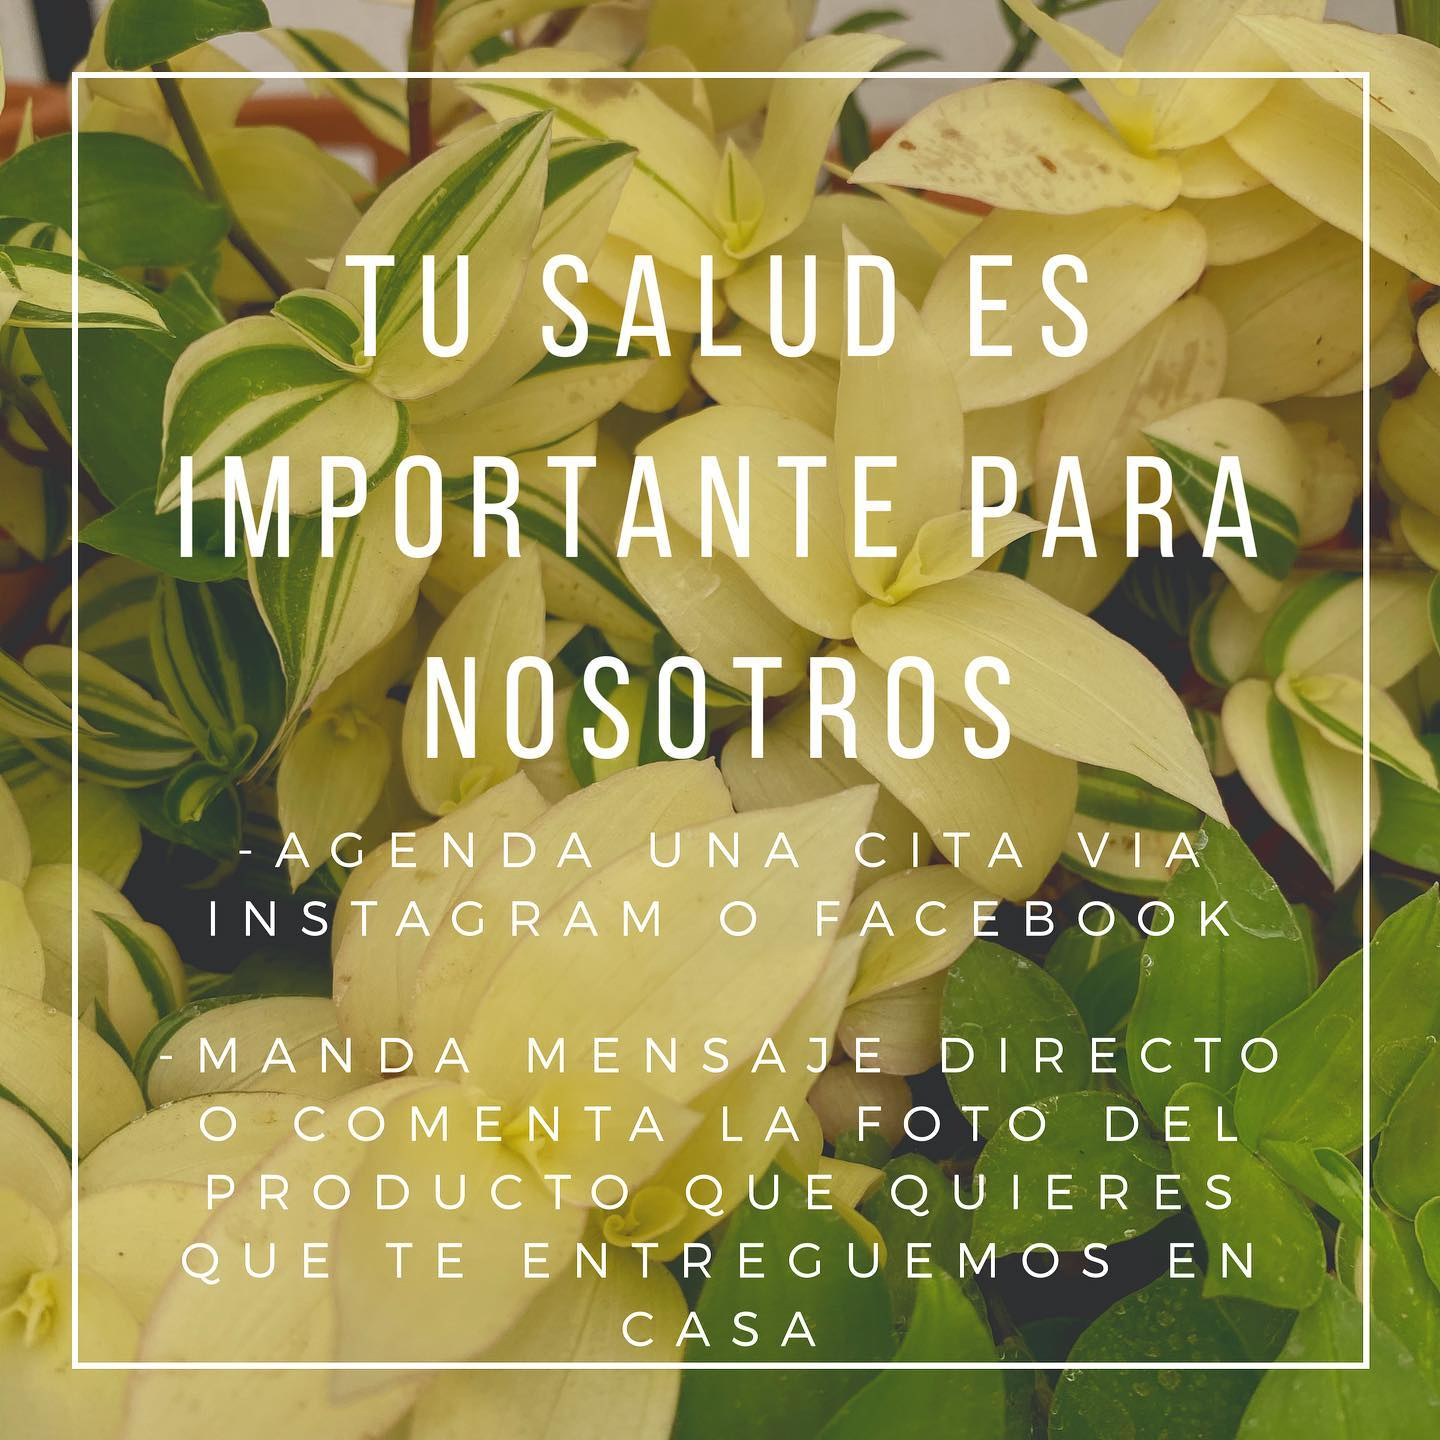 TU SALUD ES
IMPORTANTE PARA
NOSOTROS
-AGENDA UNA CITA VIA
INSTAGRAM O FACEBOOK
-MANDA MENSAJE DIRECTO
O COMENTA LA FOTO DEL
PRODUCTO QUE QUIERES
QUE TE ENTREGUEMOS EN
CASA